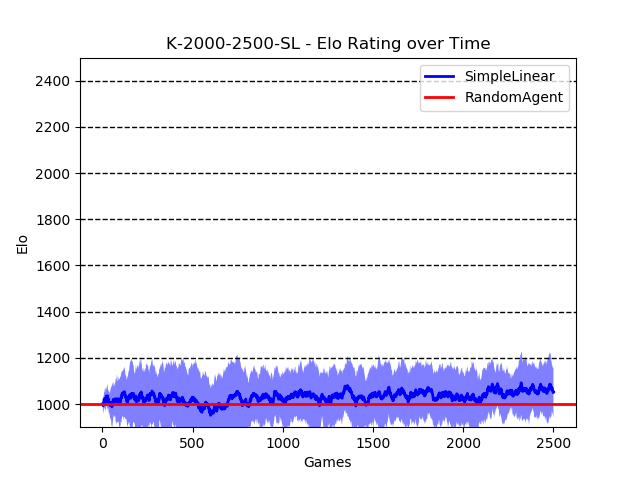 K-2000-2500-SL - Elo Rating over Time
SimpleLinear
RandomAgent
2400
2200
2000
1800
1600
1400
1200
1000
Elo
0 500 1000 1500 2000 2500
Games